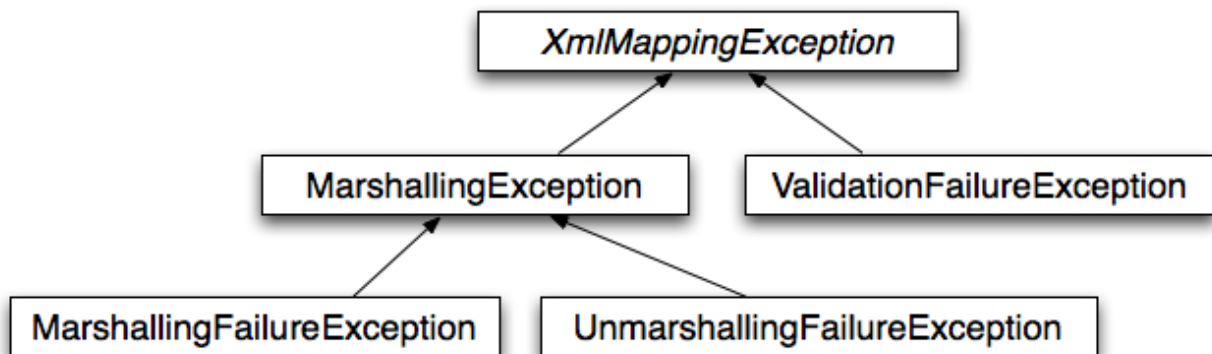 XmlMappingException
MarshallingException
ValidationFailureException
MarshallingFailureException
UnmarshallingFailureException